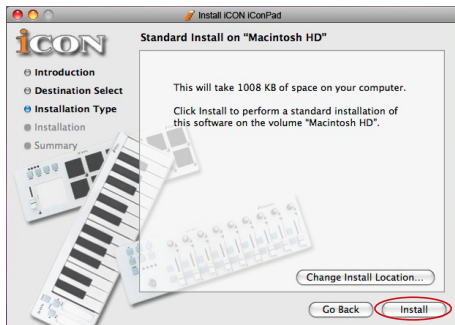 Install iCON iConPad
iCON
Standard Install on "Macintosh HD"
Introduction
Destination Select
Installation Type
Installation
Summary
This will take 1008 KB of space on your computer.
Click Install to perform a standard installation of
this software on the volume "Macintosh HD".
Change Install Location...
Go Back
Install